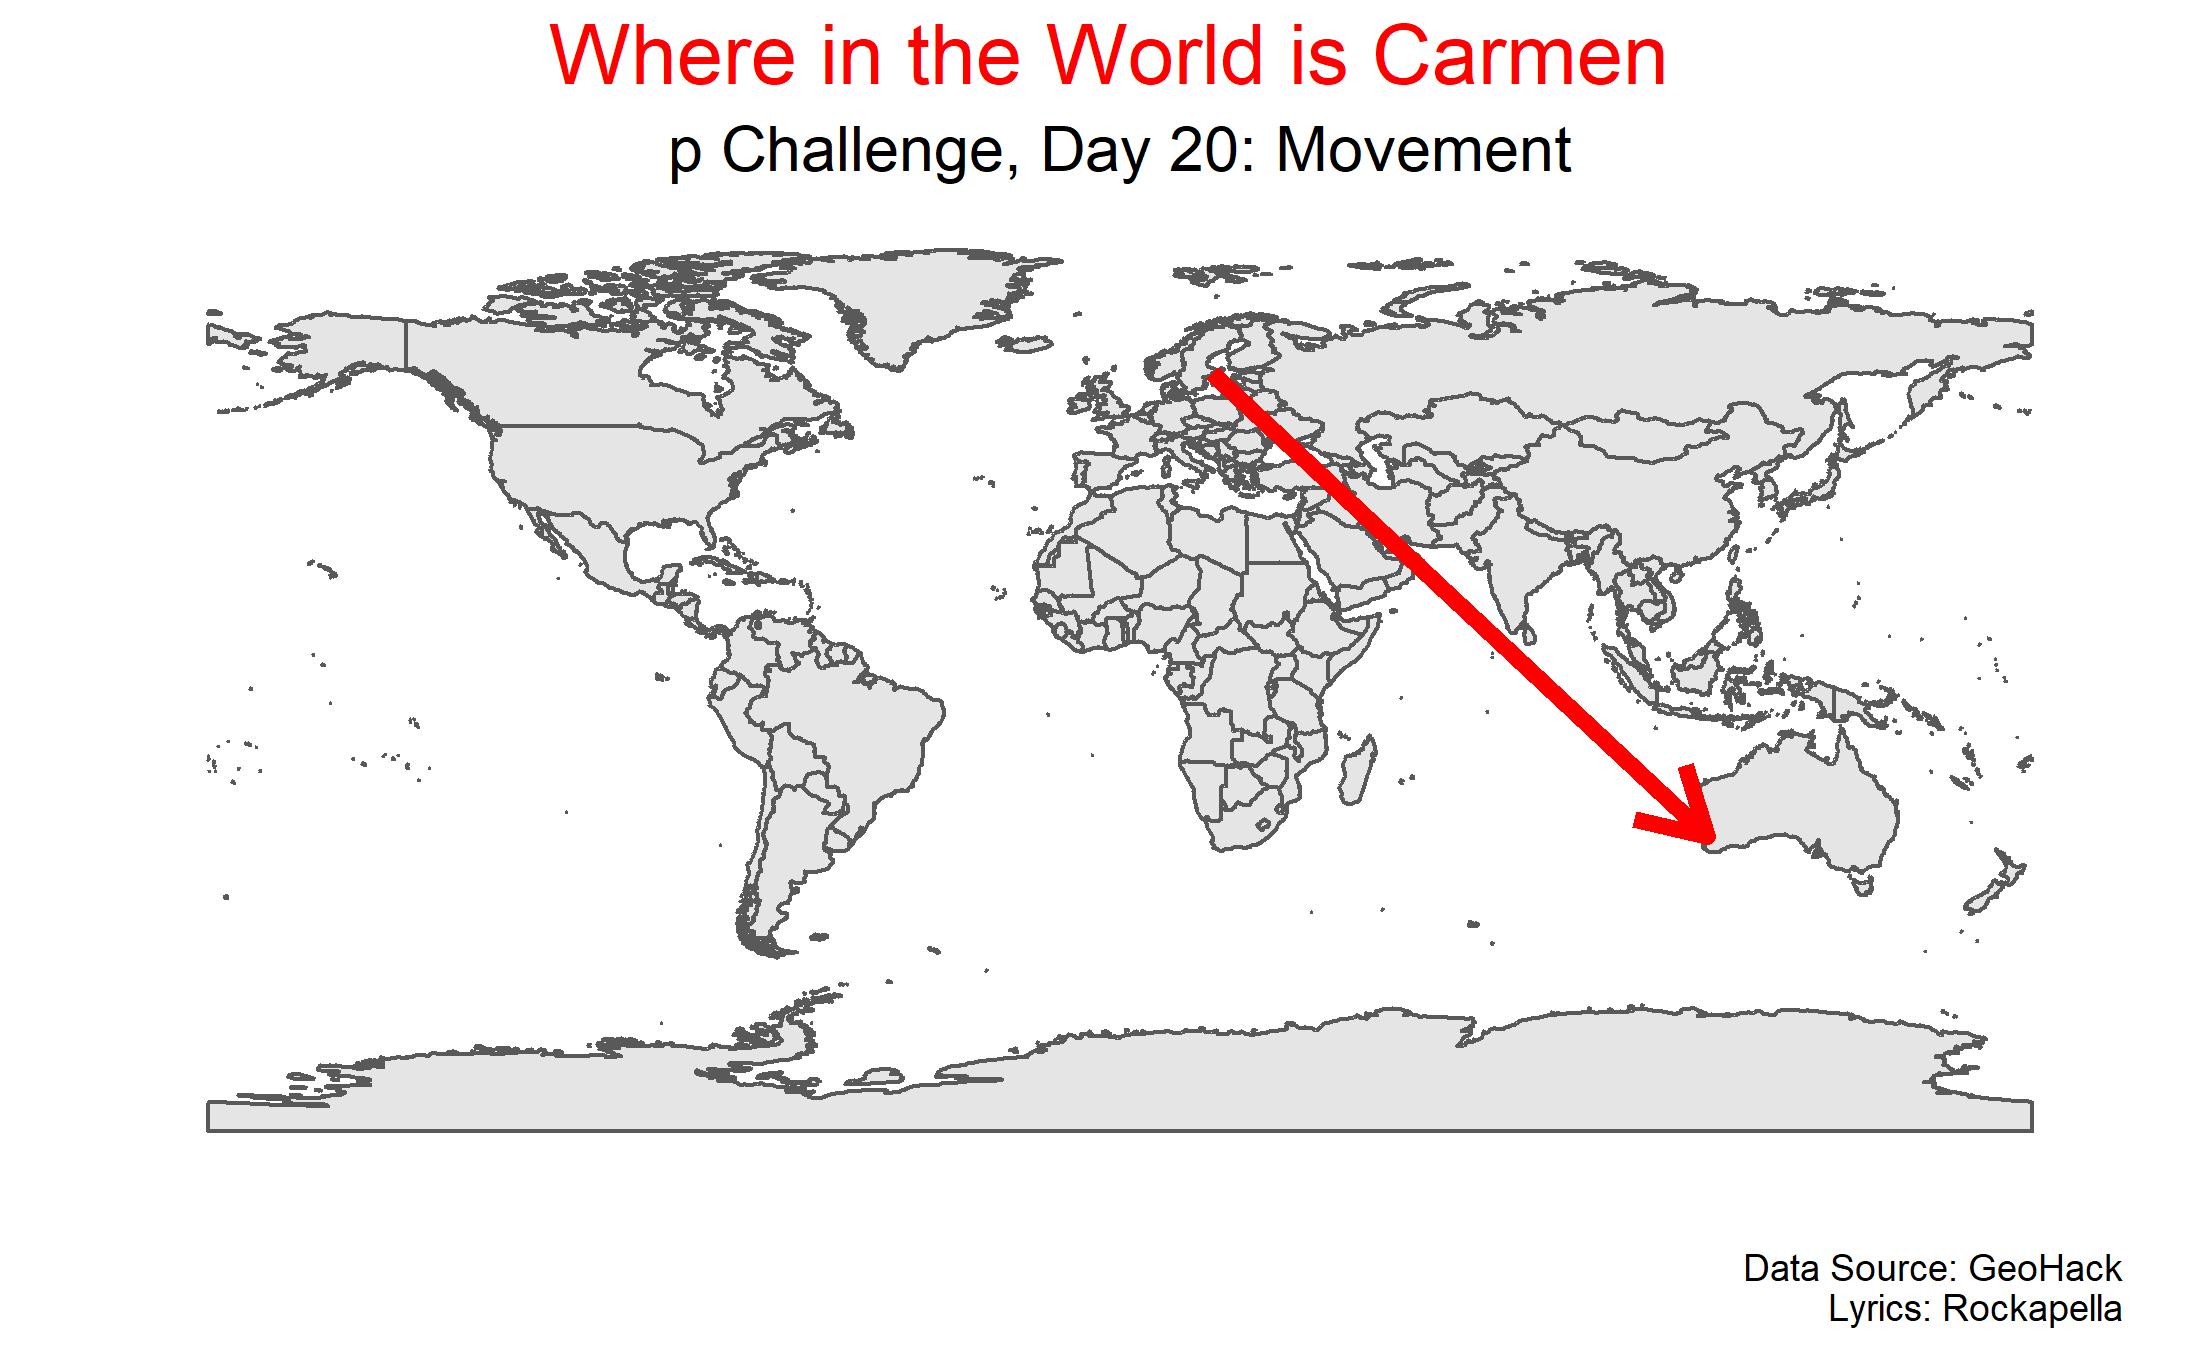 Where in the World is Carmen
p Challenge, Day 20: Movement
Data Source: GeoHack
Lyrics: Rockapella